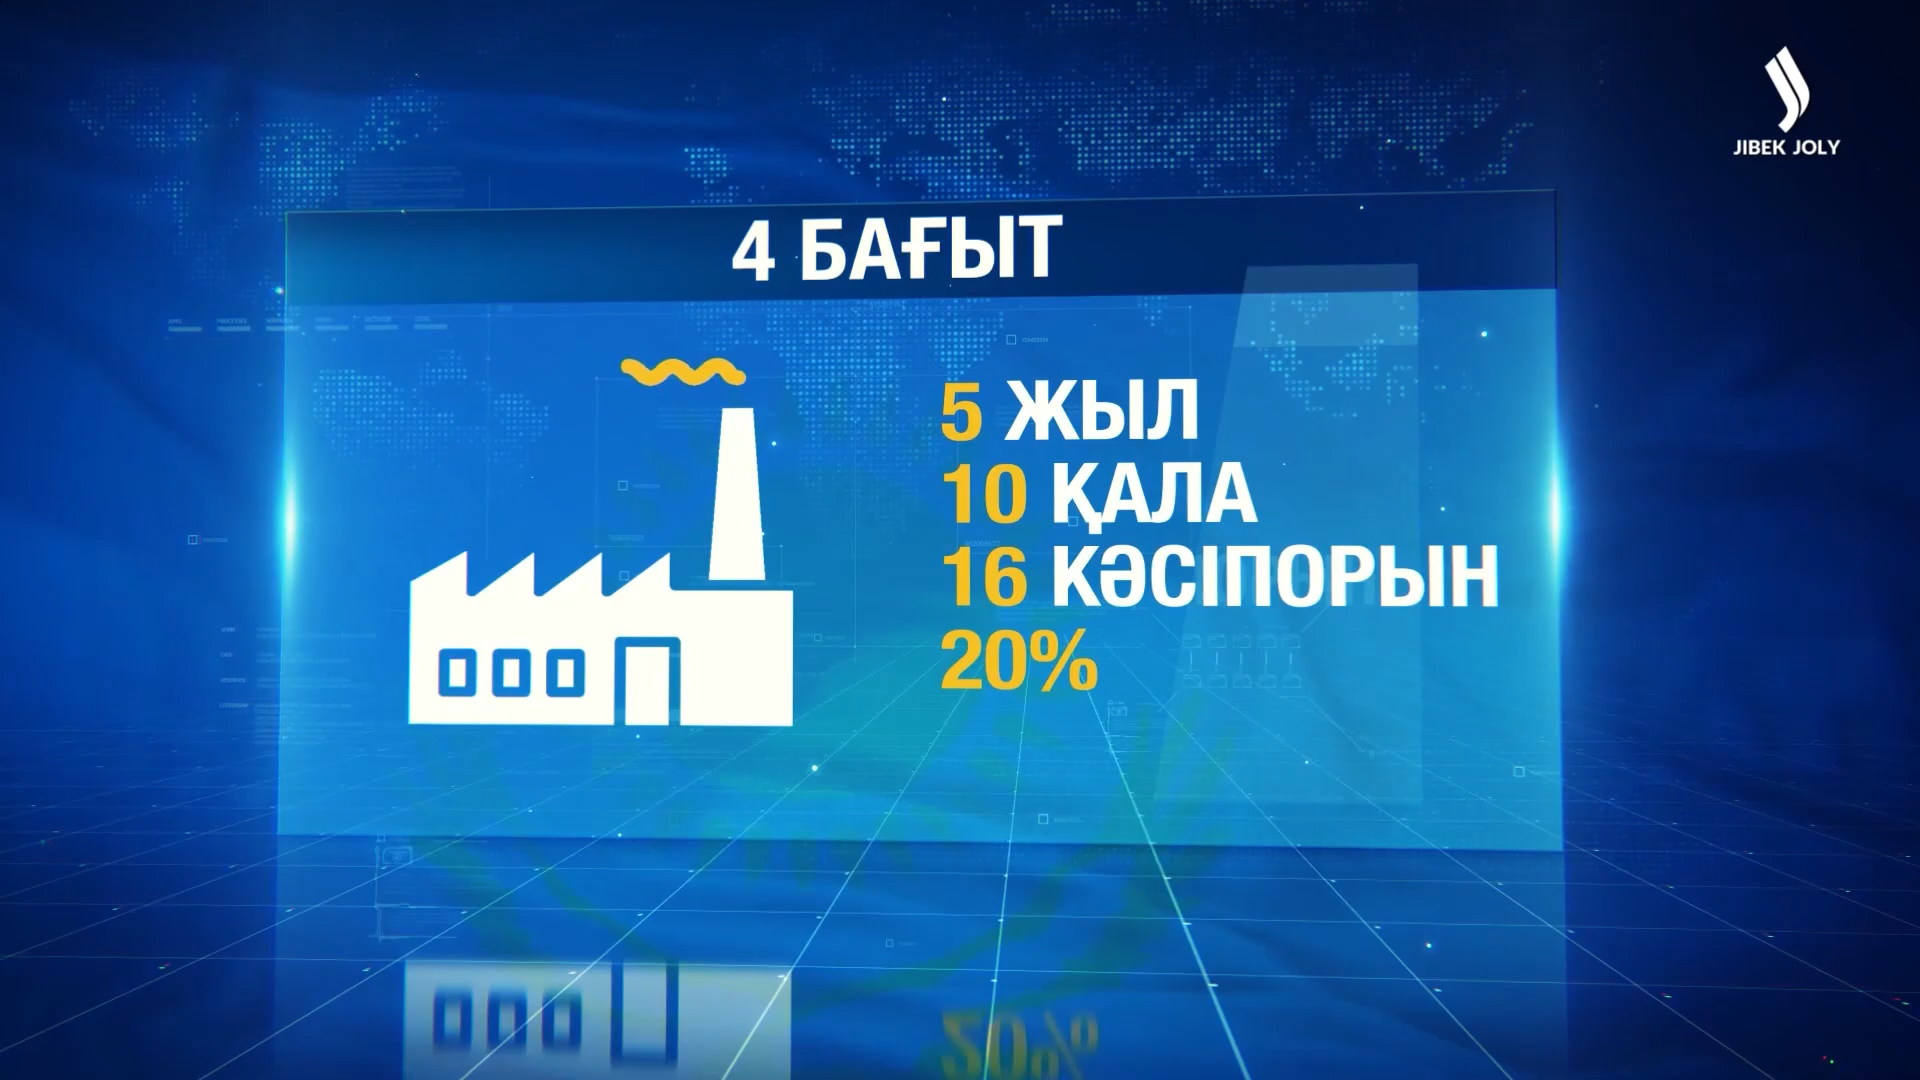 JIBEK JOLY
4 БАҒЫТ
5 ЖЫЛ
10 ҚАЛА
16 КӘСІПОРЫН
20%